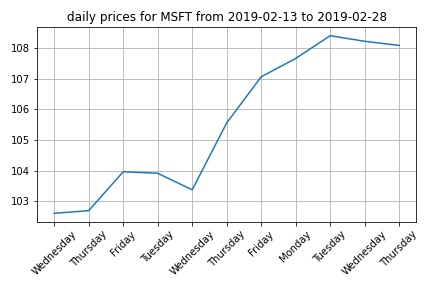 daily prices for MSFT from 2019-02-13 to 2019-02-28
108
107
106
105
104
103
Wednesday
Thursday
Friday
Tuesday
Wednesday
Thursday
Friday
Monday
Tuesday
Wednesday
Thursday